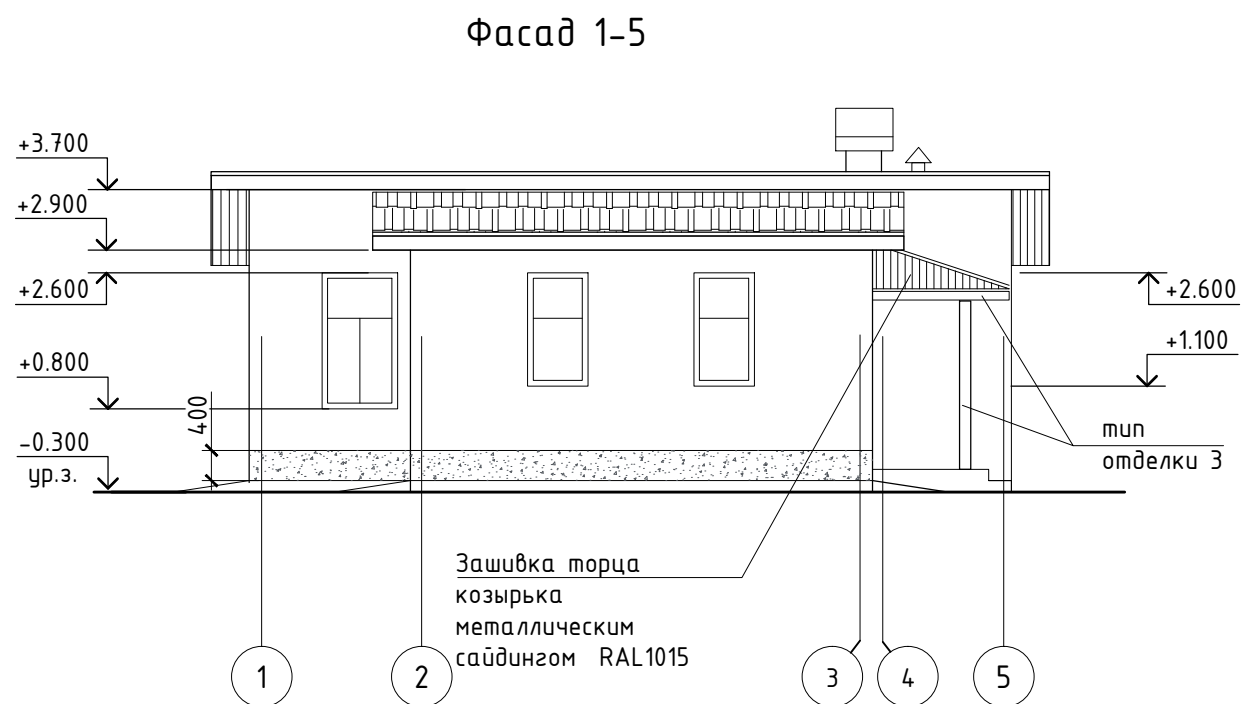 Фасад 1-5
+3.700
+2.900
+2.600
+0.800
400
-0.300
ур.з.
+2.600
+1.100
тип
отделки 3
Зашивка торца
козырька
металлическим
сайдингом RAL1015
1
2
3
4
5